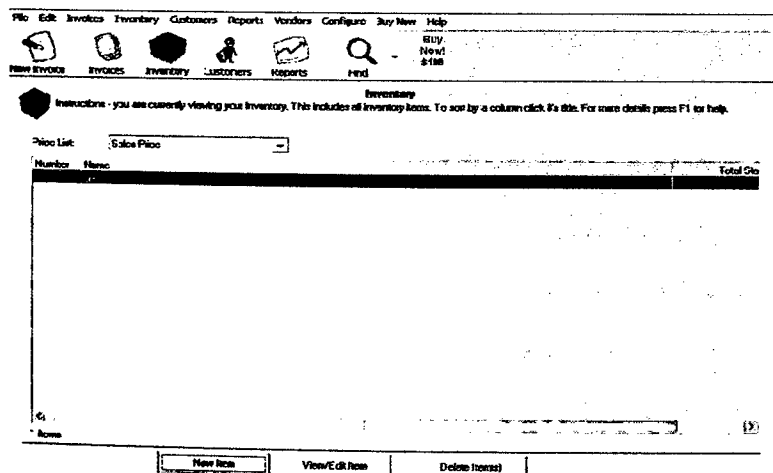 File Edit Invoices Inventory Customers Reports Vendors Configure Buy Now Help
New Invoice Invoices Inventory Customers Reports Find Buy Now! $198
Inventory
Instructions - you are currently viewing your inventory. This includes all inventory items. To sort by a column click it's title. For more details press F1 for help.
Price List: Sales Price
Number Name Total Sto
Items
New Item View/Edit Item Delete Item(s)